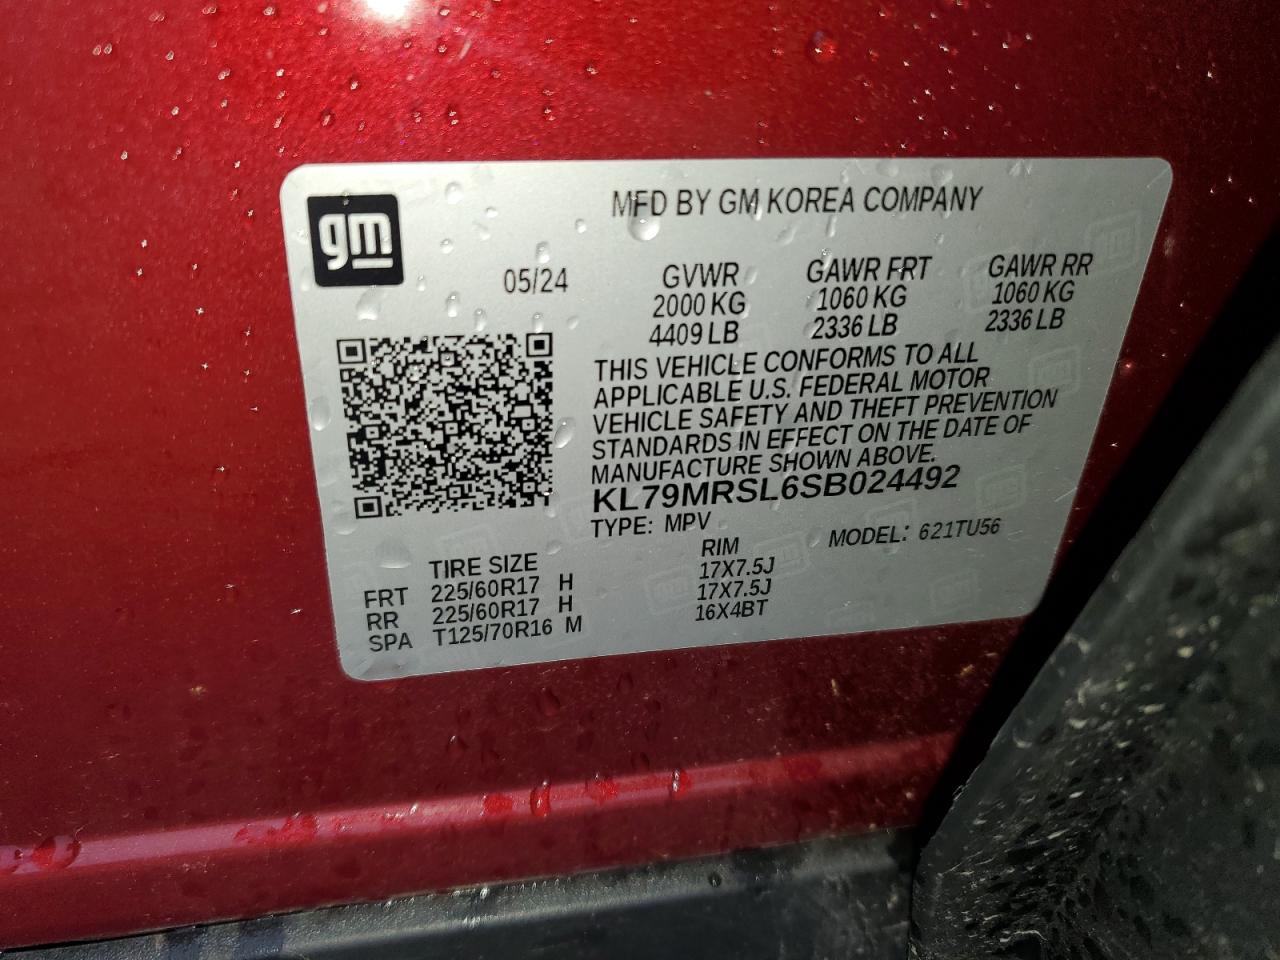 gm
MFD BY GM KOREA COMPANY
05/24 GVWR GAWR FRT GAWR RR
2000 KG 1060 KG 1060 KG
4409 LB 2336 LB 2336 LB
THIS VEHICLE CONFORMS TO ALL
APPLICABLE U.S. FEDERAL MOTOR
VEHICLE SAFETY AND THEFT PREVENTION
STANDARDS IN EFFECT ON THE DATE OF
MANUFACTURE SHOWN ABOVE.
KL79MRSL6SB024492
TYPE: MPV MODEL: 621TU56
TIRE SIZE RIM
FRT 225/60R17 H 17X7.5J
RR 225/60R17 H 17X7.5J
SPA T125/70R16 M 16X4BT